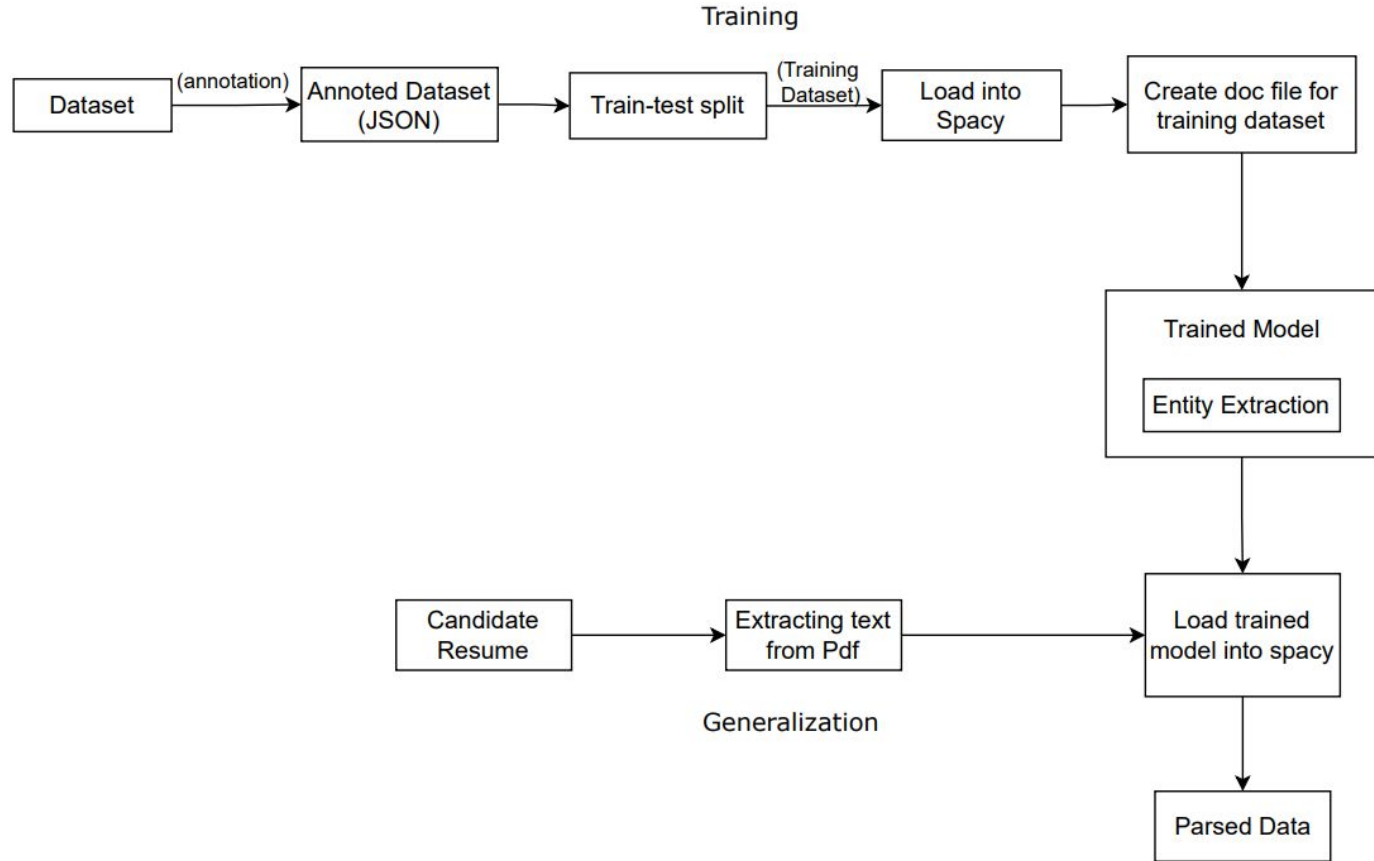 Training
Dataset
(annotation)
Annoted Dataset
(JSON)
Train-test split
(Training
Dataset)
Load into
Spacy
Create doc file for
training dataset
Trained Model
Entity Extraction
Candidate
Resume
Extracting text
from Pdf
Load trained
model into spacy
Generalization
Parsed Data